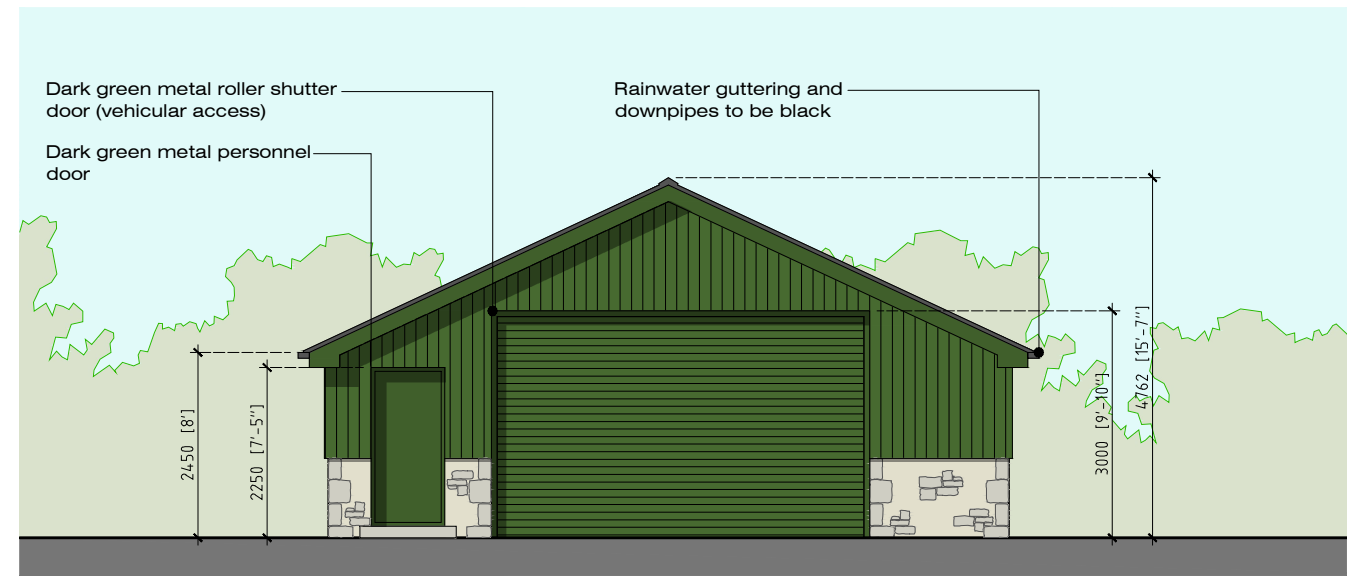 Dark green metal roller shutter
door (vehicular access)
Rainwater guttering and
downpipes to be black
Dark green metal personnel
door
2450 [8']
2250 [7'-5"]
3000 [9'-10"]
4762 [15'-7"]